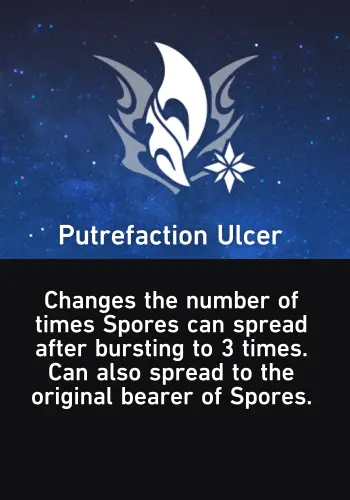 Putrefaction Ulcer
Changes the number of
times Spores can spread
after bursting to 3 times.
Can also spread to the
original bearer of Spores.